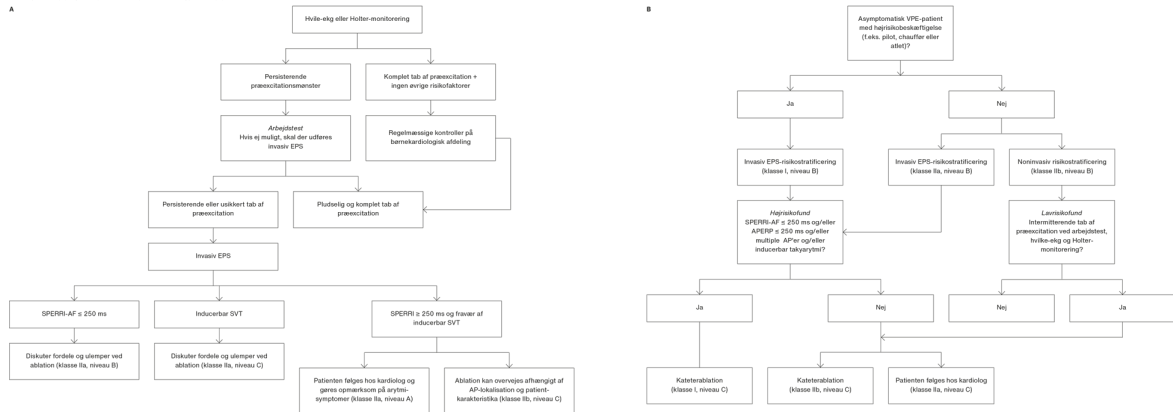 A
Hvile-ekg eller Holter-monitorering
Persisterende
præexcitationsmønster
Komplet tab af præexcitation +
ingen øvrige risikofaktorer
Arbejdstest
Hvis ej muligt, skal der udføres
invasiv EPS
Regelmæssige kontroller på
børnekardiologisk afdeling
Persisterende eller usikkert tab af
præexcitation
Pludselig og komplet tab af
præexcitation
Invasiv EPS
SPERRI-AF ≤ 250 ms
Inducerbar SVT
SPERRI ≥ 250 ms og fravær af
inducerbar SVT
Diskuter fordele og ulemper ved
ablation (klasse IIa, niveau B)
Diskuter fordele og ulemper ved
ablation (klasse IIa, niveau C)
Patienten følges hos kardiolog og
gøres opmærksom på arytmi-
symptomer (klasse IIa, niveau A)
Ablation kan overvejes afhængigt af
AP-lokalisation og patient-
karakteristika (klasse IIb, niveau C)
B
Asymptomatisk VPE-patient
med højrisikobeskæftigelse
(f.eks. pilot, chauffør eller
atlet)?
Ja
Nej
Invasiv EPS-risikostratificering
(klasse I, niveau B)
Invasiv EPS-risikostratificering
(klasse IIa, niveau B)
Noninvasiv risikostratificering
(klasse IIb, niveau B)
Højrisikofund
SPERRI-AF ≤ 250 ms og/eller
APERP ≤ 250 ms og/eller
multiple AP'er og/eller
inducerbar takyarytmi?
Lavrisikofund
Intermitterende tab af
præexcitation ved arbejdstest,
hvilke-ekg og Holter-
monitorering?
Ja
Nej
Nej
Ja
Kateterablation
(klasse I, niveau C)
Kateterablation
(klasse IIb, niveau C)
Patienten følges hos kardiolog
(klasse IIa, niveau C)